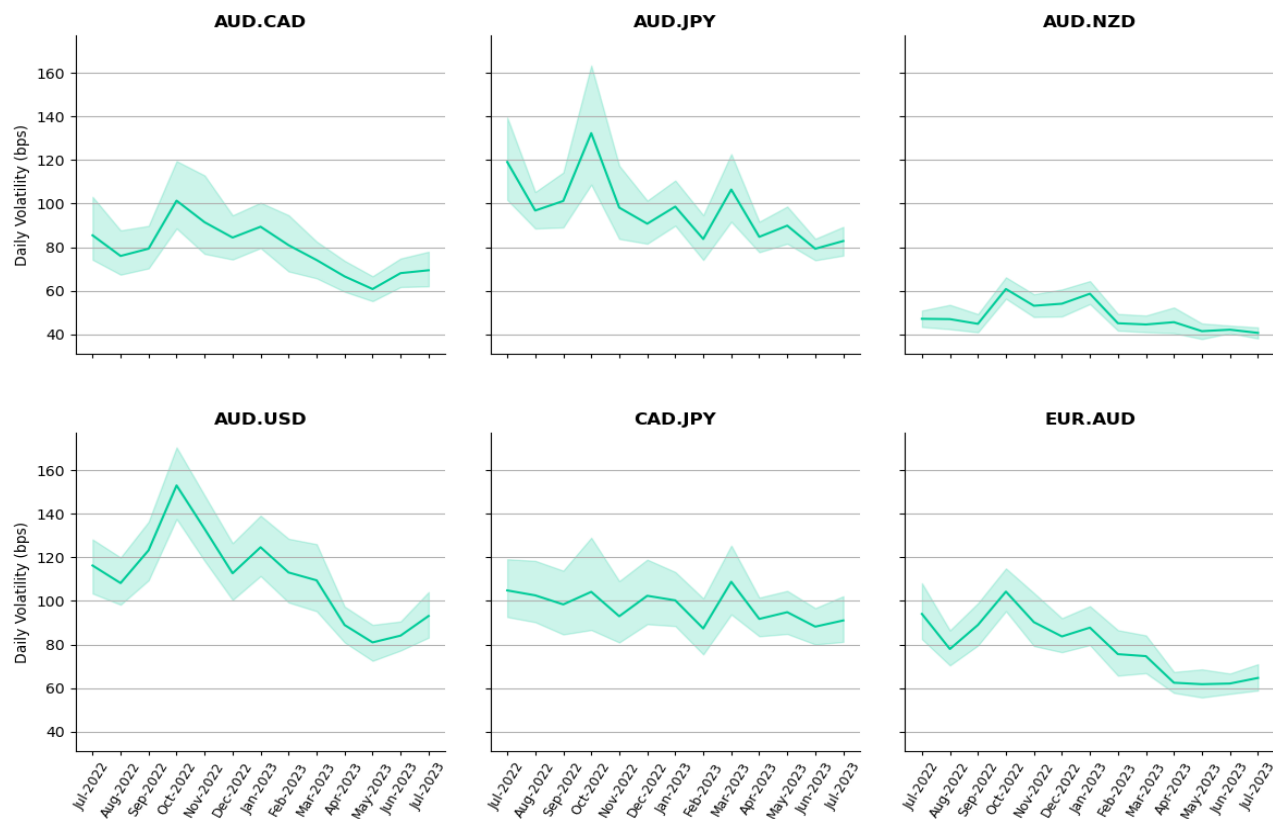 AUD.CAD
AUD.JPY
AUD.NZD
Daily Volatility (bps)
160
140
120
100
80
60
40
AUD.USD
CAD.JPY
EUR.AUD
Daily Volatility (bps)
160
140
120
100
80
60
40
Jul-2022
Aug-2022
Sep-2022
Oct-2022
Nov-2022
Dec-2022
Jan-2023
Feb-2023
Mar-2023
Apr-2023
May-2023
Jun-2023
Jul-2023
Jul-2022
Aug-2022
Sep-2022
Oct-2022
Nov-2022
Dec-2022
Jan-2023
Feb-2023
Mar-2023
Apr-2023
May-2023
Jun-2023
Jul-2023
Jul-2022
Aug-2022
Sep-2022
Oct-2022
Nov-2022
Dec-2022
Jan-2023
Feb-2023
Mar-2023
Apr-2023
May-2023
Jun-2023
Jul-2023